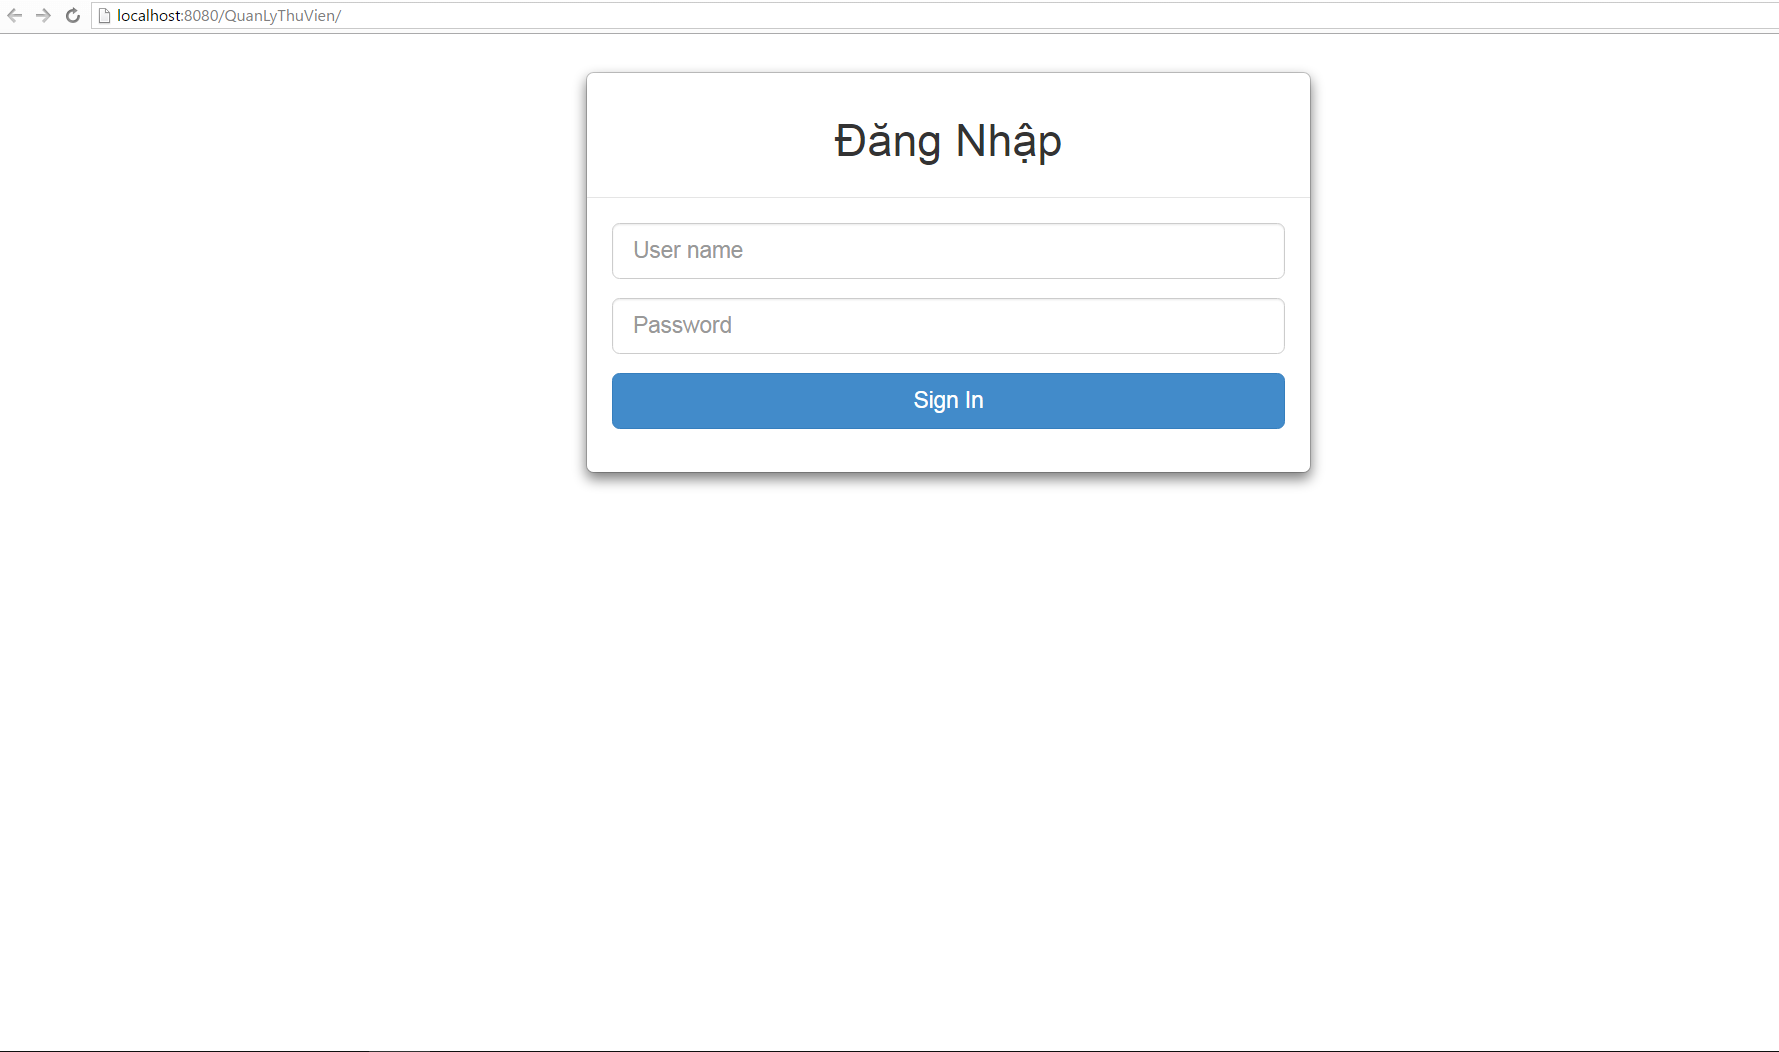 localhost:8080/QuanLyThuVien/
Đăng Nhập
User name
Password
Sign In